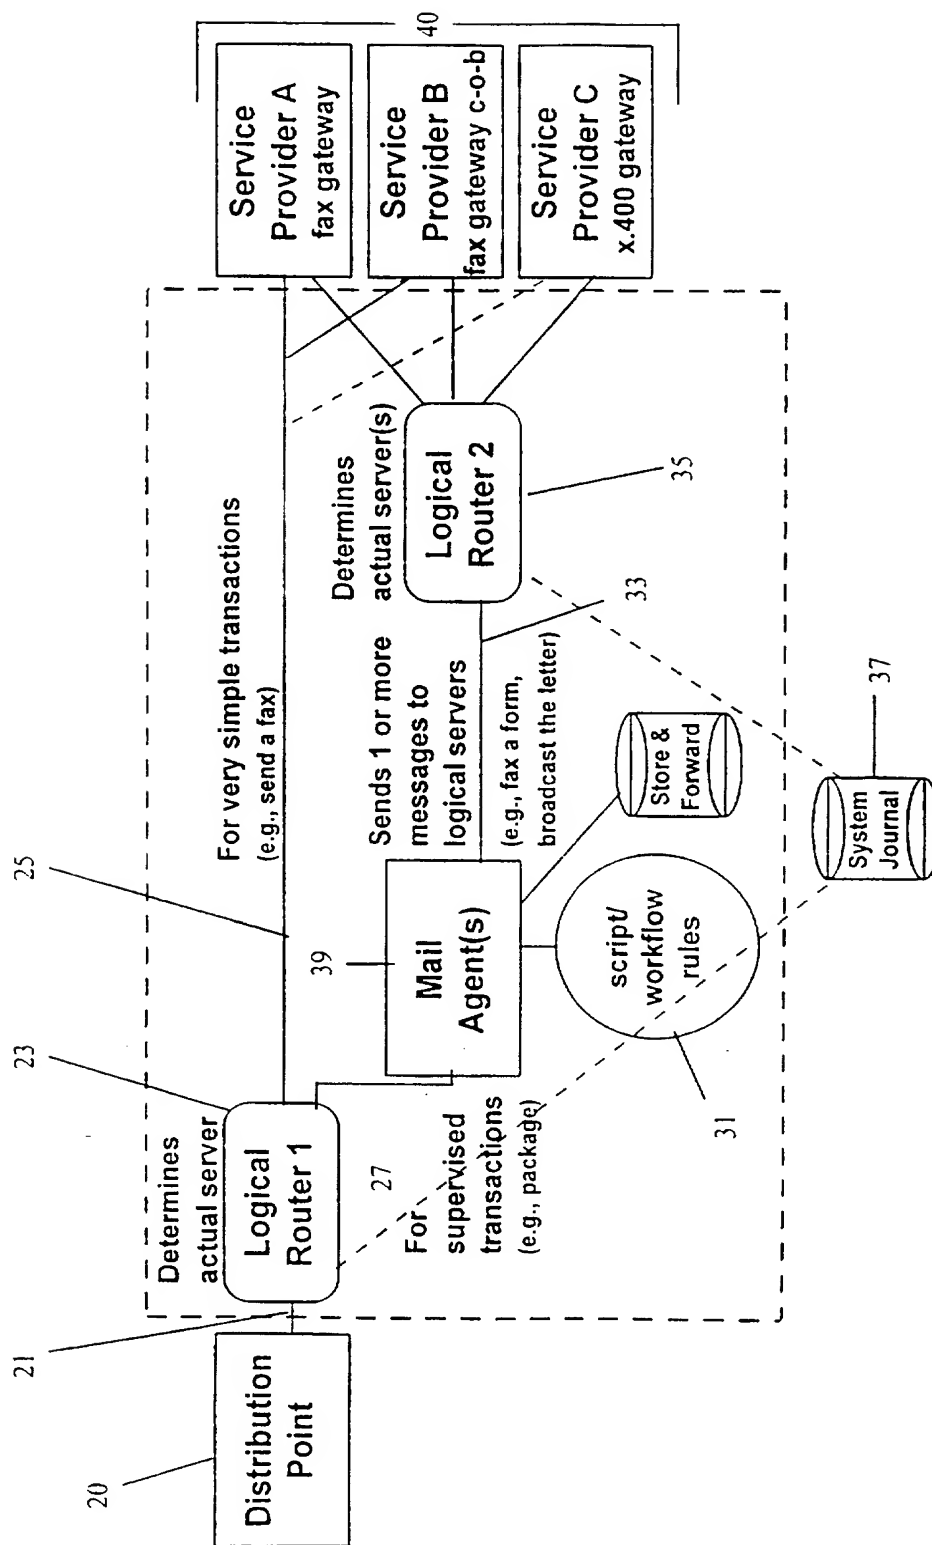 20
Distribution
Point
21
Determines
actual server
23
Logical
Router 1
25
For very simple transactions
(e.g., send a fax)
27
For
supervised
transactions
(e.g., package)
39
Mail
Agent(s)
script/
workflow
rules
31
Store &
Forward
Sends 1 or more
messages to
logical servers
(e.g., fax a form,
broadcast the letter)
33
Determines
actual server(s)
Logical
Router 2
35
System
Journal
37
Service
Provider A
fax gateway
Service
Provider B
fax gateway c-o-b
Service
Provider C
x.400 gateway
40